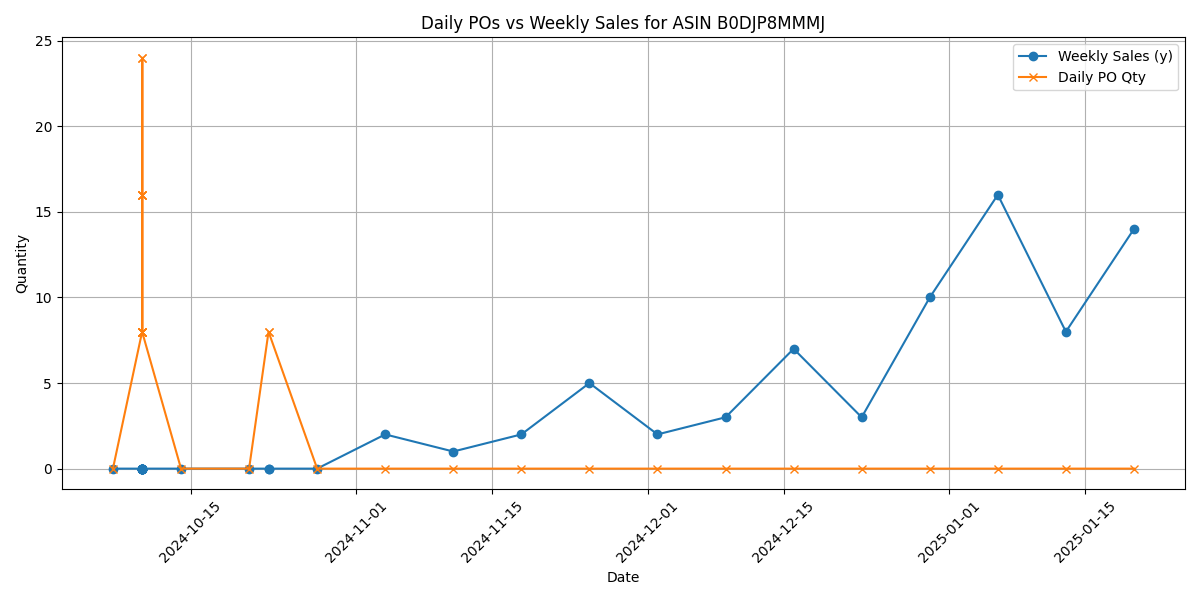 Daily POs vs Weekly Sales for ASIN B0DJP8MMMJ
Weekly Sales (y)
Daily PO Qty
Quantity
25
20
15
10
5
0
2024-10-15
2024-11-01
2024-11-15
2024-12-01
2024-12-15
2025-01-01
2025-01-15
Date